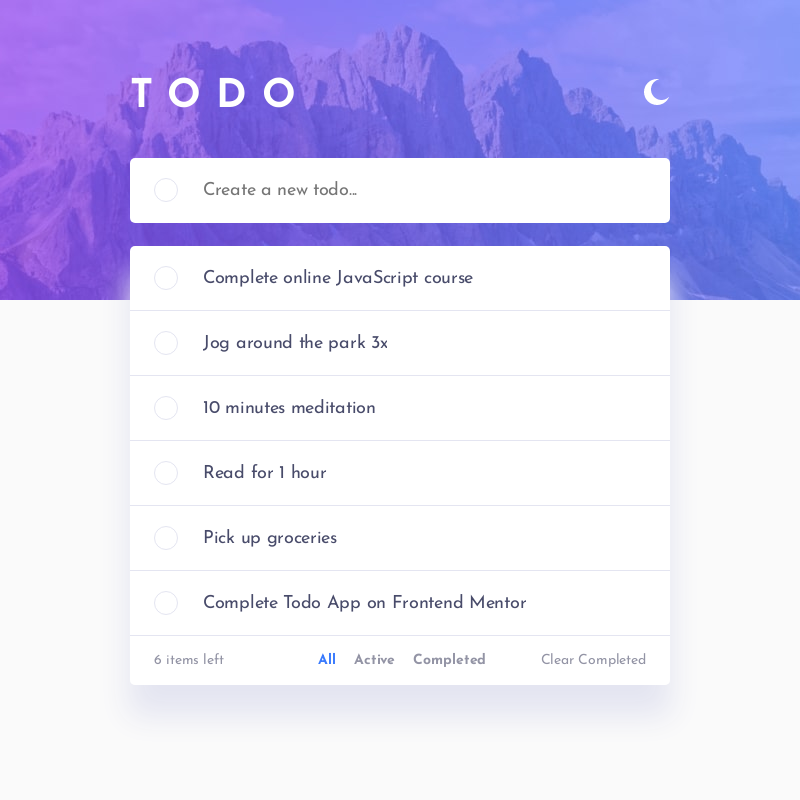 TODO
Create a new todo...
Complete online JavaScript course
Jog around the park 3x
10 minutes meditation
Read for 1 hour
Pick up groceries
Complete Todo App on Frontend Mentor
6 items left All Active Completed Clear Completed